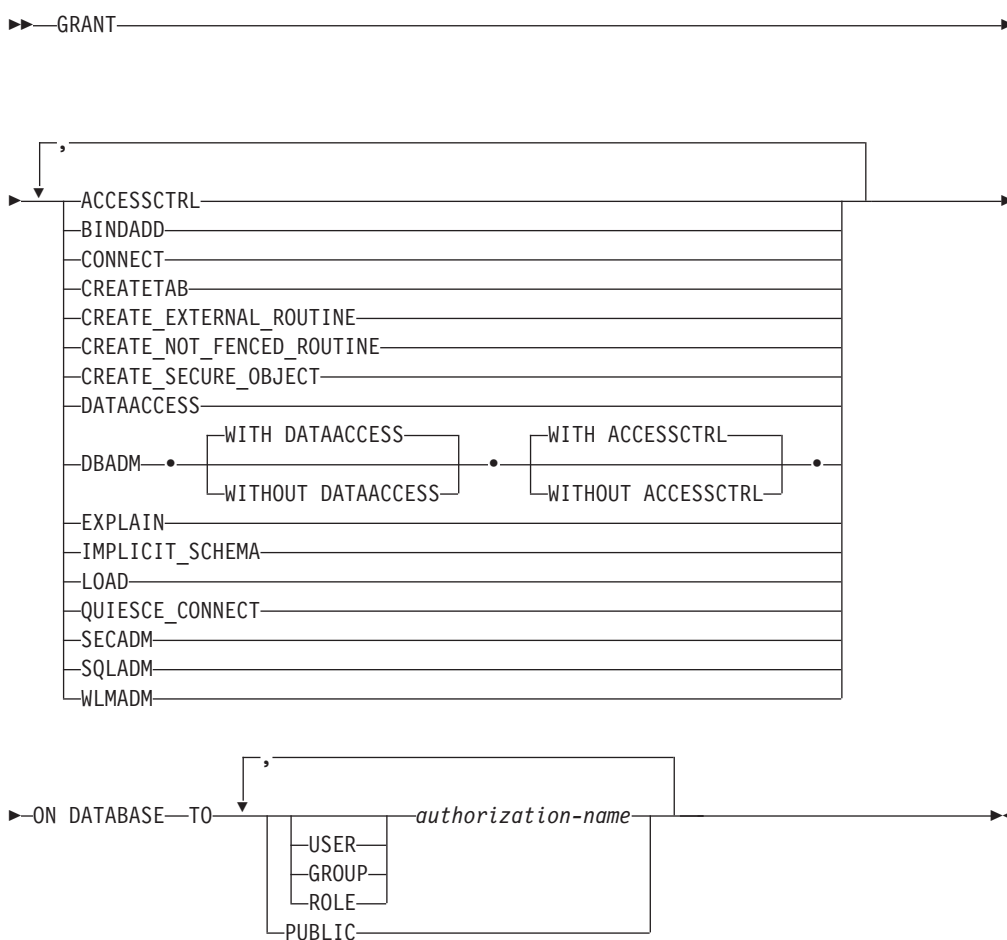 GRANT
,
ACCESSCTRL
BINDADD
CONNECT
CREATETAB
CREATE_EXTERNAL_ROUTINE
CREATE_NOT_FENCED_ROUTINE
CREATE_SECURE_OBJECT
DATAACCESS
WITH DATAACCESS WITH ACCESSCTRL
DBADM
WITHOUT DATAACCESS WITHOUT ACCESSCTRL
EXPLAIN
IMPLICIT_SCHEMA
LOAD
QUIESCE_CONNECT
SECADM
SQLADM
WLMADM
,
ON DATABASE TO authorization-name
USER
GROUP
ROLE
PUBLIC